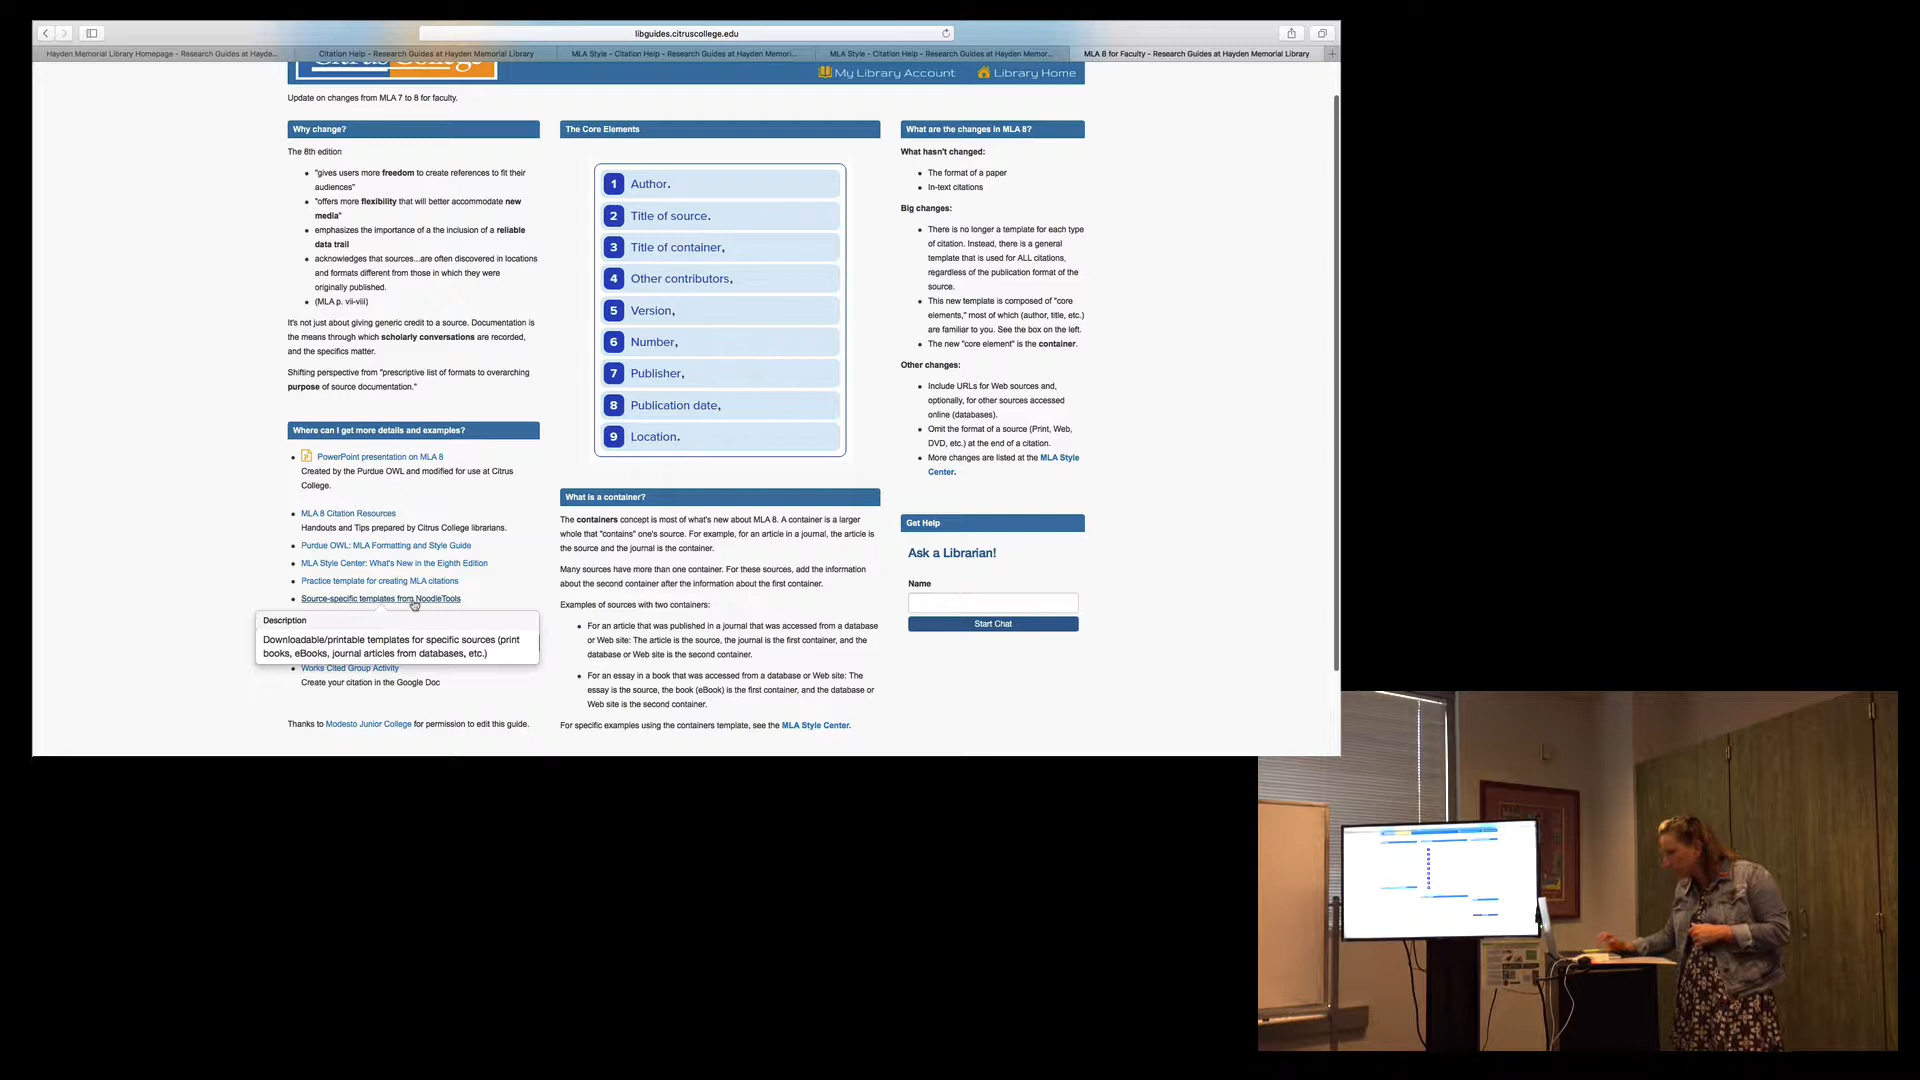 libguides.citruscollege.edu
Hayden Memorial Library Homepage - Research Guides at Hayde...
Citation Help - Research Guides at Hayden Memorial Library
MLA Style - Citation Help - Research Guides at Hayden Memori...
MLA Style - Citation Help - Research Guides at Hayden Memor...
MLA 8 for Faculty - Research Guides at Hayden Memorial Library
Citrus College
My Library Account
Library Home
Update on changes from MLA 7 to 8 for faculty.
Why change?
The 8th edition
"gives users more freedom to create references to fit their
audiences"
"offers more flexibility that will better accommodate new
media"
emphasizes the importance of a the inclusion of a reliable
data trail
acknowledges that sources...are often discovered in locations
and formats different from those in which they were
originally published.
(MLA p. vii-viii)
It's not just about giving generic credit to a source. Documentation is
the means through which scholarly conversations are recorded,
and the specifics matter.
Shifting perspective from "prescriptive list of formats to overarching
purpose of source documentation."
Where can I get more details and examples?
PowerPoint presentation on MLA 8
Created by the Purdue OWL and modified for use at Citrus
College.
MLA 8 Citation Resources
Handouts and Tips prepared by Citrus College librarians.
Purdue OWL: MLA Formatting and Style Guide
MLA Style Center: What's New in the Eighth Edition
Practice template for creating MLA citations
Source-specific templates from NoodleTools
Description
Downloadable/printable templates for specific sources (print
books, eBooks, journal articles from databases, etc.)
Works Cited Group Activity
Create your citation in the Google Doc
Thanks to Modesto Junior College for permission to edit this guide.
The Core Elements
1 Author.
2 Title of source.
3 Title of container,
4 Other contributors,
5 Version,
6 Number,
7 Publisher,
8 Publication date,
9 Location.
What is a container?
The containers concept is most of what's new about MLA 8. A container is a larger
whole that "contains" one's source. For example, for an article in a journal, the article is
the source and the journal is the container.
Many sources have more than one container. For these sources, add the information
about the second container after the information about the first container.
Examples of sources with two containers:
For an article that was published in a journal that was accessed from a database
or Web site: The article is the source, the journal is the first container, and the
database or Web site is the second container.
For an essay in a book that was accessed from a database or Web site: The
essay is the source, the book (eBook) is the first container, and the database or
Web site is the second container.
For specific examples using the containers template, see the MLA Style Center.
What are the changes in MLA 8?
What hasn't changed:
The format of a paper
In-text citations
Big changes:
There is no longer a template for each type
of citation. Instead, there is a general
template that is used for ALL citations,
regardless of the publication format of the
source.
This new template is composed of "core
elements," most of which (author, title, etc.)
are familiar to you. See the box on the left.
The new "core element" is the container.
Other changes:
Include URLs for Web sources and,
optionally, for other sources accessed
online (databases).
Omit the format of a source (Print, Web,
DVD, etc.) at the end of a citation.
More changes are listed at the MLA Style
Center.
Get Help
Ask a Librarian!
Name
Start Chat